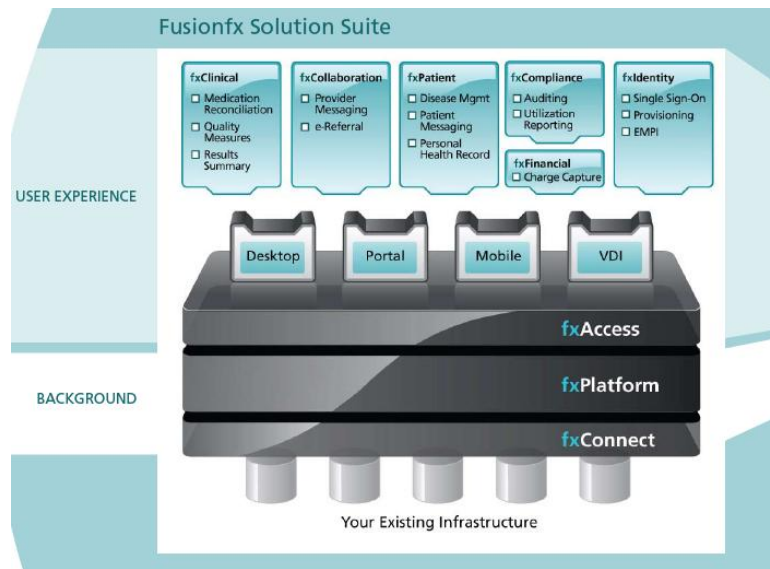 Fusionfx Solution Suite
fxClinical
Medication
Reconciliation
Quality
Measures
Results
Summary
fxCollaboration
Provider
Messaging
e-Referral
fxPatient
Disease Mgmt
Patient
Messaging
Personal
Health Record
fxCompliance
Auditing
Utilization
Reporting
fxFinancial
Charge Capture
fxIdentity
Single Sign-On
Provisioning
EMPI
USER EXPERIENCE
Desktop
Portal
Mobile
VDI
fxAccess
BACKGROUND
fxPlatform
fxConnect
Your Existing Infrastructure